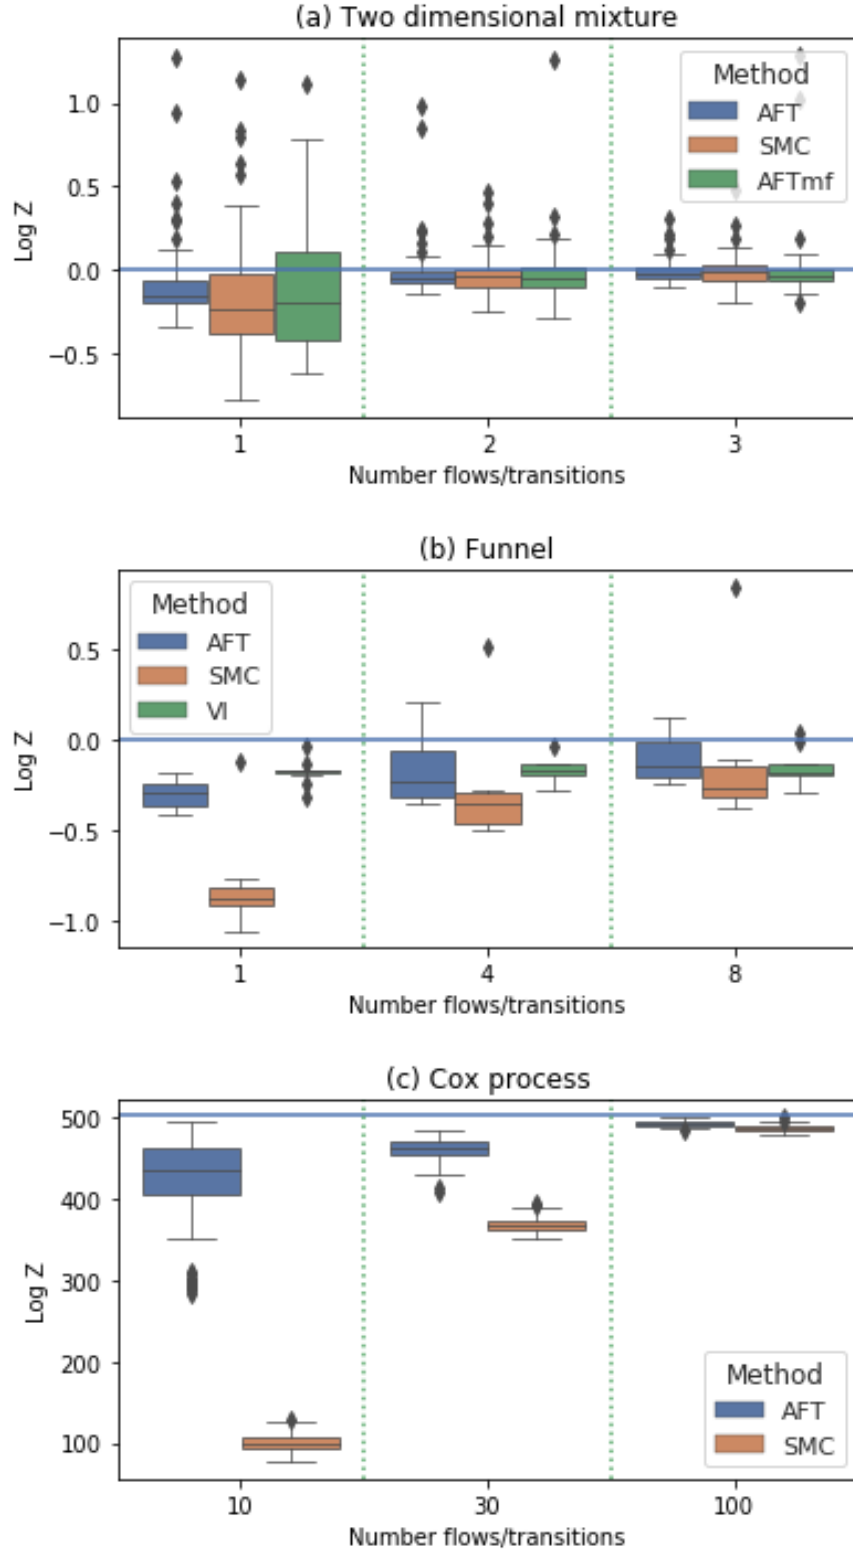 (a) Two dimensional mixture
Log Z
1.0
0.5
0.0
−0.5
Method
AFT
SMC
AFTmf
1
2
3
Number flows/transitions
(b) Funnel
Log Z
0.5
0.0
−0.5
−1.0
Method
AFT
SMC
VI
1
4
8
Number flows/transitions
(c) Cox process
Log Z
500
400
300
200
100
Method
AFT
SMC
10
30
100
Number flows/transitions